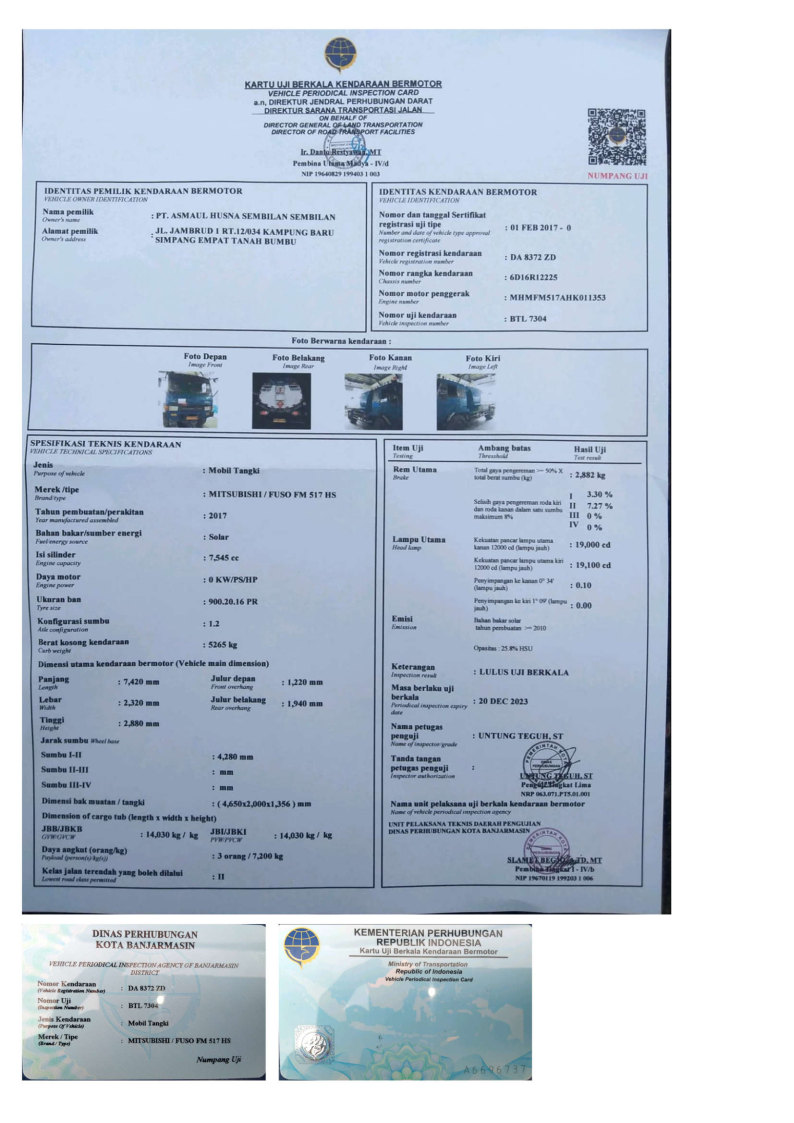 KARTU UJI BERKALA KENDARAAN BERMOTOR
VEHICLE PERIODICAL INSPECTION CARD
a.n, DIREKTUR JENDRAL PERHUBUNGAN DARAT
DIREKTUR SARANA TRANSPORTASI JALAN
ON BEHALF OF
DIRECTOR GENERAL OF LAND TRANSPORTATION
DIRECTOR OF ROAD TRANSPORT FACILITIES
Ir. Danto Restyawan, MT
Pembina Utama Madya - IV/d
NIP 19640829 199403 1 003
NUMPANG UJI
IDENTITAS PEMILIK KENDARAAN BERMOTOR
VEHICLE OWNER IDENTIFICATION
Nama pemilik : PT. ASMAUL HUSNA SEMBILAN SEMBILAN
Owner's name
Alamat pemilik : JL. JAMBRUD 1 RT.12/034 KAMPUNG BARU
Owner's address SIMPANG EMPAT TANAH BUMBU
IDENTITAS KENDARAAN BERMOTOR
VEHICLE IDENTIFICATION
Nomor dan tanggal Sertifikat
registrasi uji tipe : 01 FEB 2017 - 0
Number and date of vehicle type approval
registration certificate
Nomor registrasi kendaraan : DA 8372 ZD
Vehicle registration number
Nomor rangka kendaraan : 6D16R12225
Chassis number
Nomor motor penggerak : MHMFM517AHK011353
Engine number
Nomor uji kendaraan : BTL 7304
Vehicle inspection number
Foto Berwarna kendaraan :
Foto Depan Foto Belakang Foto Kanan Foto Kiri
Image Front Image Rear Image Right Image Left
SPESIFIKASI TEKNIS KENDARAAN
VEHICLE TECHNICAL SPECIFICATIONS
Jenis : Mobil Tangki
Purpose of vehicle
Merek /tipe : MITSUBISHI / FUSO FM 517 HS
Brand/type
Tahun pembuatan/perakitan : 2017
Year manufactured assembled
Bahan bakar/sumber energi : Solar
Fuel/energy source
Isi silinder : 7,545 cc
Engine capacity
Daya motor : 0 KW/PS/HP
Engine power
Ukuran ban : 900.20.16 PR
Tyre size
Konfigurasi sumbu : 1.2
Axle configuration
Berat kosong kendaraan : 5265 kg
Curb weight
Dimensi utama kendaraan bermotor (Vehicle main dimension)
Panjang : 7,420 mm Julur depan : 1,220 mm
Length Front overhang
Lebar : 2,320 mm Julur belakang : 1,940 mm
Width Rear overhang
Tinggi : 2,880 mm
Height
Jarak sumbu Wheel base
Sumbu I-II : 4,280 mm
Sumbu II-III : mm
Sumbu III-IV : mm
Dimensi bak muatan / tangki : ( 4,650x2,000x1,356 ) mm
Dimension of cargo tub (length x width x height)
JBB/JBKB : 14,030 kg / kg JBI/JBKI : 14,030 kg / kg
GVW/GVCW PVW/PVCW
Daya angkut (orang/kg) : 3 orang / 7,200 kg
Payload (person(s)/kg(s))
Kelas jalan terendah yang boleh dilalui : II
Lowest road class permitted
Item Uji Ambang batas Hasil Uji
Testing Threshold Test result
Rem Utama Total gaya pengereman >= 50% X : 2,882 kg
Brake total berat sumbu (kg)
Selisih gaya pengereman roda kiri
dan roda kanan dalam satu sumbu
maksimum 8%
I 3.30 %
II 7.27 %
III 0 %
IV 0 %
Lampu Utama Kekuatan pancar lampu utama : 19,000 cd
Head lamp kanan 12000 cd (lampu jauh)
Kekuatan pancar lampu utama kiri : 19,100 cd
12000 cd (lampu jauh)
Penyimpangan ke kanan 0° 34' : 0.10
(lampu jauh)
Penyimpangan ke kiri 1° 09' (lampu : 0.00
jauh)
Emisi Bahan bakar solar
Emission tahun pembuatan >= 2010
Opasitas : 25.8% HSU
Keterangan : LULUS UJI BERKALA
Inspection result
Masa berlaku uji
berkala : 20 DEC 2023
Periodical inspection expiry
date
Nama petugas
penguji : UNTUNG TEGUH, ST
Name of inspector/grade
Tanda tangan
petugas penguji :
Inspector authorization
UNTUNG TEGUH, ST
Penguji Tingkat Lima
NRP 063.071.PT5.01.001
Nama unit pelaksana uji berkala kendaraan bermotor
Name of vehicle periodical inspection agency
UNIT PELAKSANA TEKNIS DAERAH PENGUJIAN
DINAS PERHUBUNGAN KOTA BANJARMASIN
Pembina Tingkat I - IV/b
NIP 19670119 199203 1 006
DINAS PERHUBUNGAN
KOTA BANJARMASIN
VEHICLE PERIODICAL INSPECTION AGENCY OF BANJARMASIN
DISTRICT
Nomor Kendaraan : DA 8372 ZD
(Vehicle Registration Number)
Nomor Uji : BTL 7304
(Inspection Number)
Jenis Kendaraan : Mobil Tangki
(Purpose Of Vehicle)
Merek / Tipe : MITSUBISHI / FUSO FM 517 HS
(Brand / Type)
Numpang Uji
KEMENTERIAN PERHUBUNGAN
REPUBLIK INDONESIA
Kartu Uji Berkala Kendaraan Bermotor
Ministry of Transportation
Republic of Indonesia
Vehicle Periodical Inspection Card
A6696737